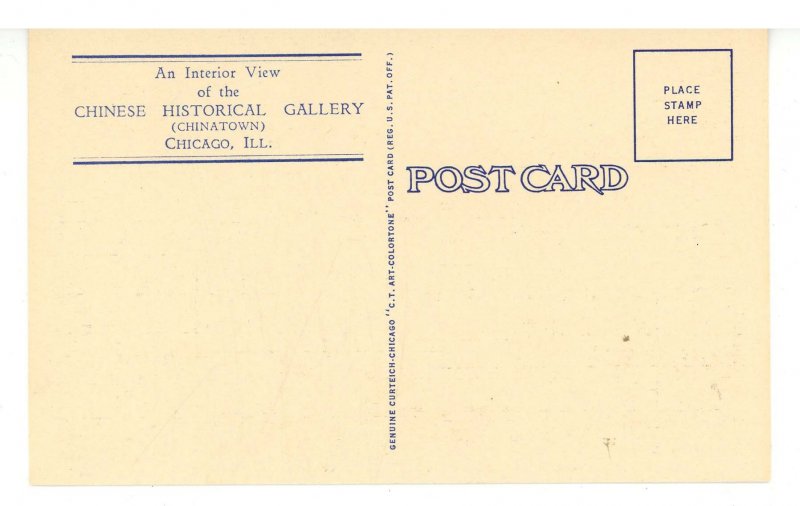 An Interior View
of the
CHINESE HISTORICAL GALLERY
(CHINATOWN)
CHICAGO, ILL.
GENUINE CURTEICH-CHICAGO "C.T. ART-COLORTONE" POST CARD (REG. U.S. PAT. OFF.)
POST CARD
PLACE
STAMP
HERE